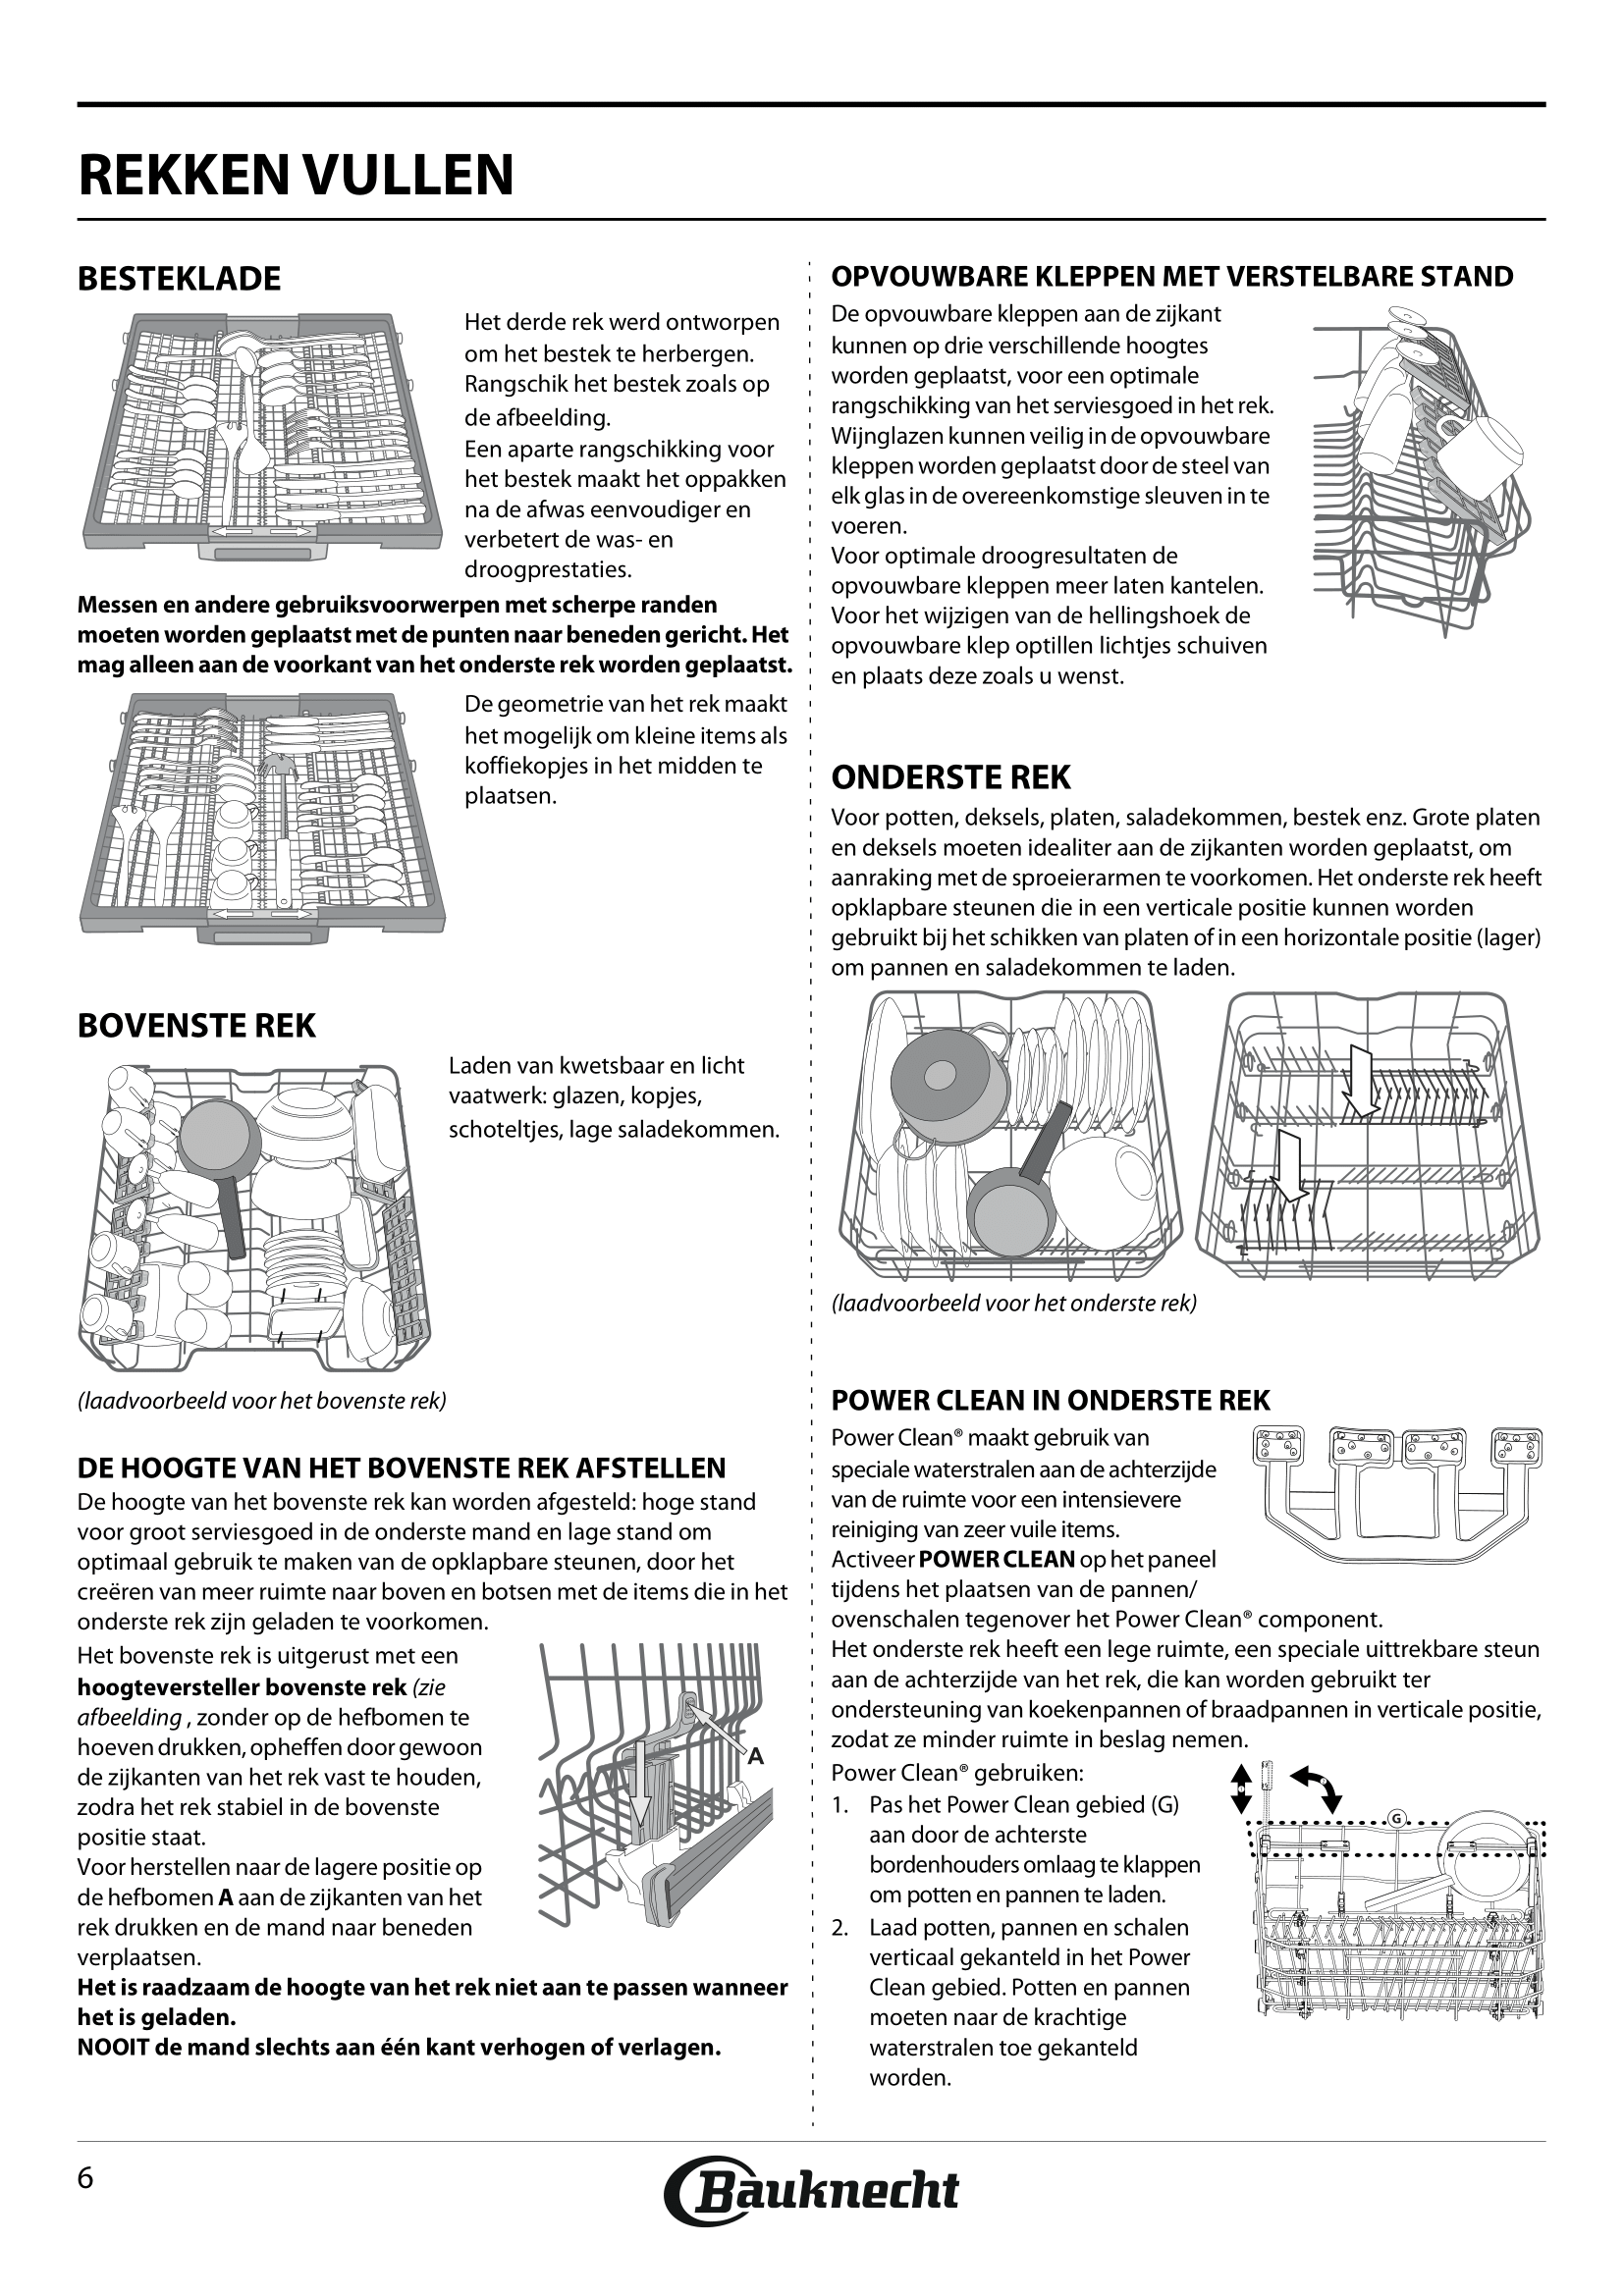 REKKEN VULLEN
BESTEKLADE
Het derde rek werd ontworpen
om het bestek te herbergen.
Rangschik het bestek zoals op
de afbeelding.
Een aparte rangschikking voor
het bestek maakt het oppakken
na de afwas eenvoudiger en
verbetert de was- en
droogprestaties.
Messen en andere gebruiksvoorwerpen met scherpe randen
moeten worden geplaatst met de punten naar beneden gericht. Het
mag alleen aan de voorkant van het onderste rek worden geplaatst.
De geometrie van het rek maakt
het mogelijk om kleine items als
koffiekopjes in het midden te
plaatsen.
BOVENSTE REK
Laden van kwetsbaar en licht
vaatwerk: glazen, kopjes,
schoteltjes, lage saladekommen.
(laadvoorbeeld voor het bovenste rek)
DE HOOGTE VAN HET BOVENSTE REK AFSTELLEN
De hoogte van het bovenste rek kan worden afgesteld: hoge stand
voor groot serviesgoed in de onderste mand en lage stand om
optimaal gebruik te maken van de opklapbare steunen, door het
creëren van meer ruimte naar boven en botsen met de items die in het
onderste rek zijn geladen te voorkomen.
Het bovenste rek is uitgerust met een
hoogteversteller bovenste rek (zie
afbeelding , zonder op de hefbomen te
hoeven drukken, opheffen door gewoon
de zijkanten van het rek vast te houden,
zodra het rek stabiel in de bovenste
positie staat.
Voor herstellen naar de lagere positie op
de hefbomen A aan de zijkanten van het
rek drukken en de mand naar beneden
verplaatsen.
A
Het is raadzaam de hoogte van het rek niet aan te passen wanneer
het is geladen.
NOOIT de mand slechts aan één kant verhogen of verlagen.
OPVOUWBARE KLEPPEN MET VERSTELBARE STAND
De opvouwbare kleppen aan de zijkant
kunnen op drie verschillende hoogtes
worden geplaatst, voor een optimale
rangschikking van het serviesgoed in het rek.
Wijnglazen kunnen veilig in de opvouwbare
kleppen worden geplaatst door de steel van
elk glas in de overeenkomstige sleuven in te
voeren.
Voor optimale droogresultaten de
opvouwbare kleppen meer laten kantelen.
Voor het wijzigen van de hellingshoek de
opvouwbare klep optillen lichtjes schuiven
en plaats deze zoals u wenst.
ONDERSTE REK
Voor potten, deksels, platen, saladekommen, bestek enz. Grote platen
en deksels moeten idealiter aan de zijkanten worden geplaatst, om
aanraking met de sproeierarmen te voorkomen. Het onderste rek heeft
opklapbare steunen die in een verticale positie kunnen worden
gebruikt bij het schikken van platen of in een horizontale positie (lager)
om pannen en saladekommen te laden.
(laadvoorbeeld voor het onderste rek)
POWER CLEAN IN ONDERSTE REK
Power Clean® maakt gebruik van
speciale waterstralen aan de achterzijde
van de ruimte voor een intensievere
reiniging van zeer vuile items.
Activeer POWER CLEAN op het paneel
tijdens het plaatsen van de pannen/
ovenschalen tegenover het Power Clean® component.
Het onderste rek heeft een lege ruimte, een speciale uittrekbare steun
aan de achterzijde van het rek, die kan worden gebruikt ter
ondersteuning van koekenpannen of braadpannen in verticale positie,
zodat ze minder ruimte in beslag nemen.
Power Clean® gebruiken:
1. Pas het Power Clean gebied (G)
aan door de achterste
bordenhouders omlaag te klappen
om potten en pannen te laden.
2. Laad potten, pannen en schalen
verticaal gekanteld in het Power
Clean gebied. Potten en pannen
moeten naar de krachtige
waterstralen toe gekanteld
worden.
G
6
Bauknecht